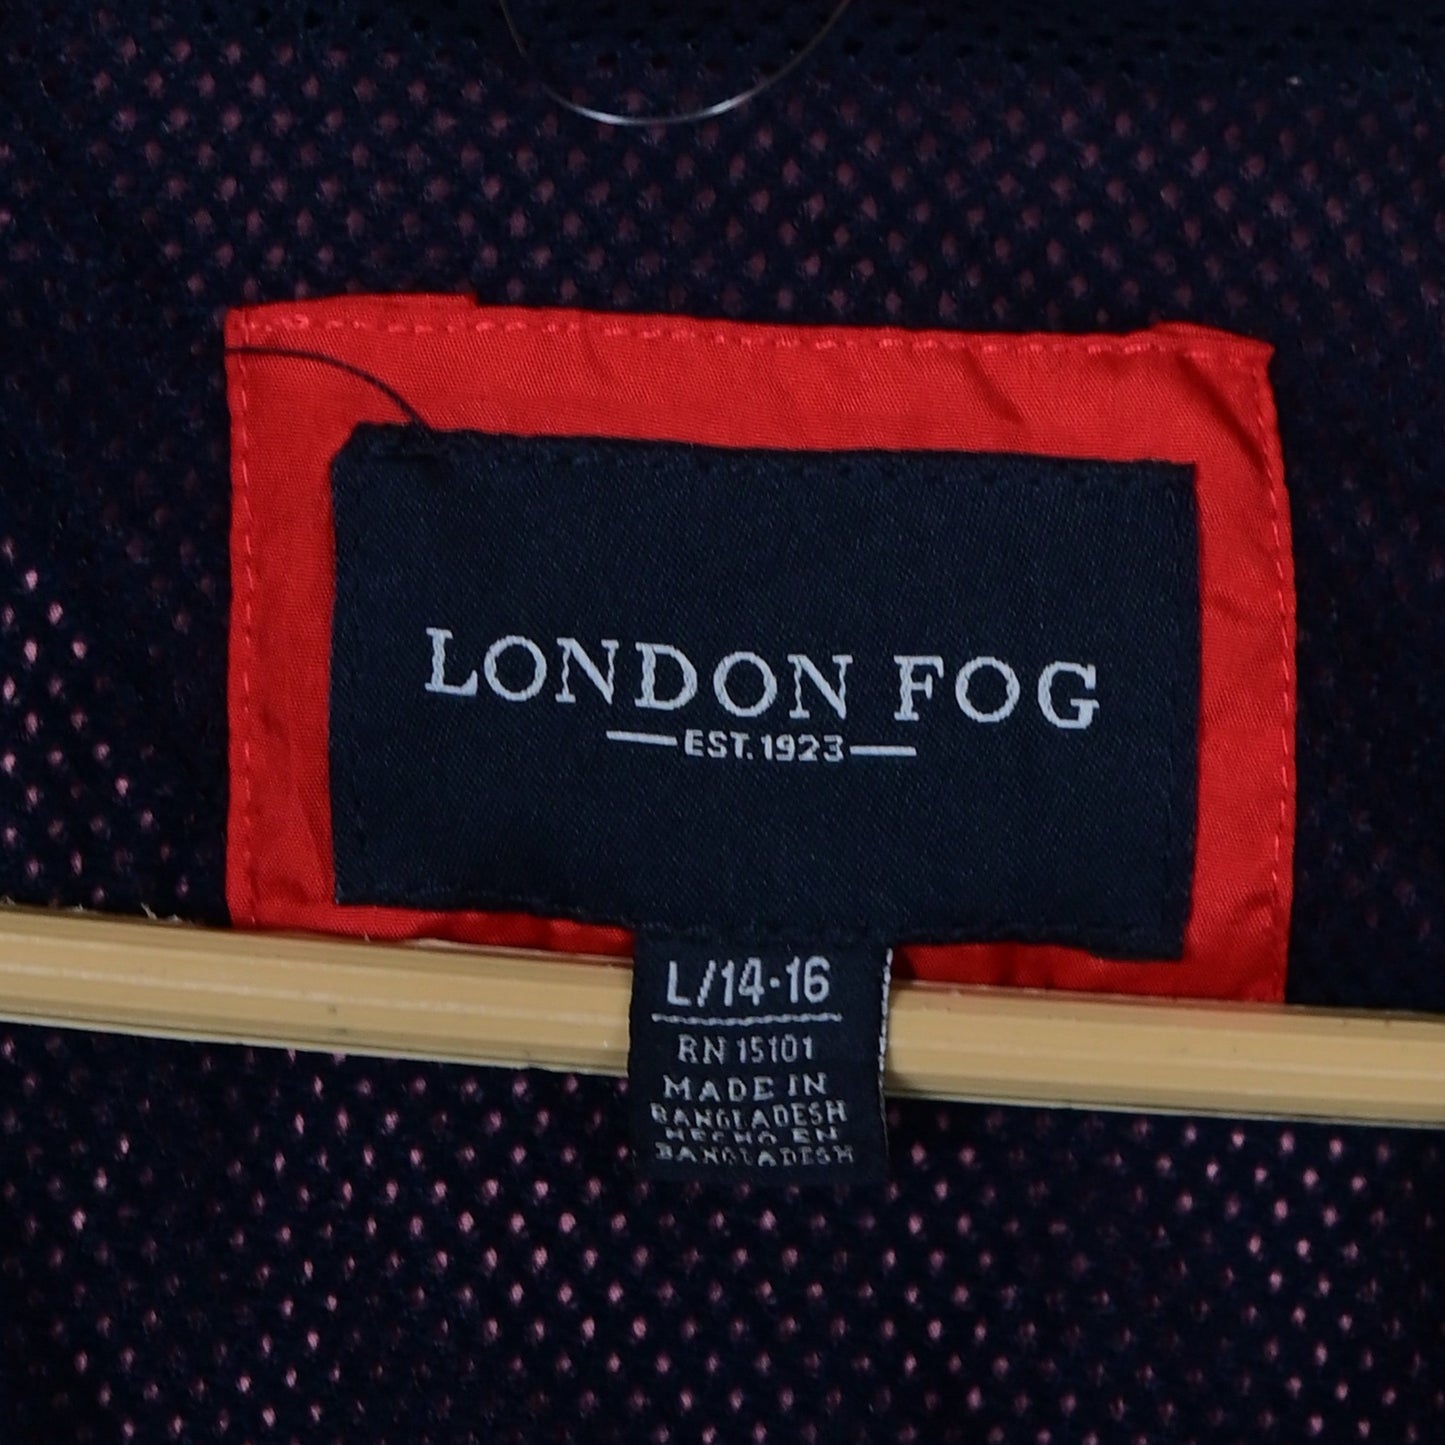 LONDON FOG
EST. 1923
L/14-16
RN 15101
MADE IN
BANGLADESH
HECHO EN
BANGLADESH